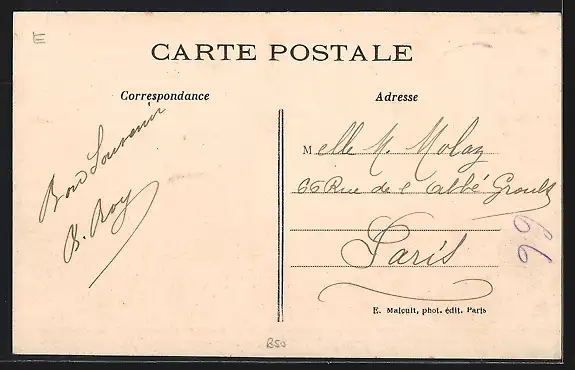 E
CARTE POSTALE
Correspondance
Adresse
Bon Souvenir
B. Roy
Melle M. Molaz
66 Rue de l'abbé Groult
Paris
66
E. Malcuit, phot. édit. Paris
B50